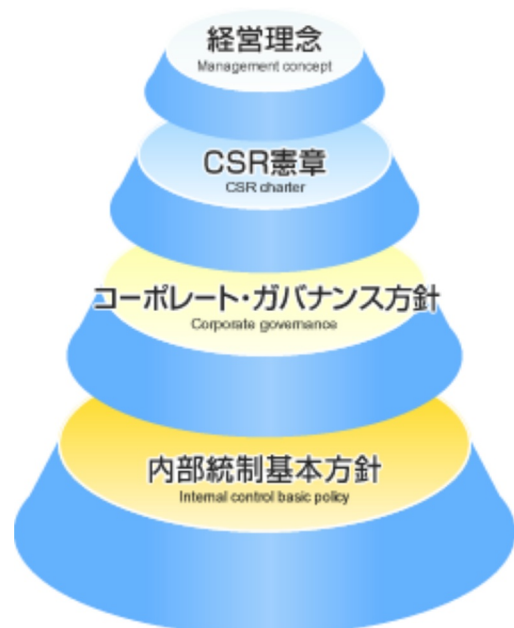 経営理念
Management concept
CSR憲章
CSR charter
コーポレート・ガバナンス方針
Corporate governance
内部統制基本方針
Internal control basic policy